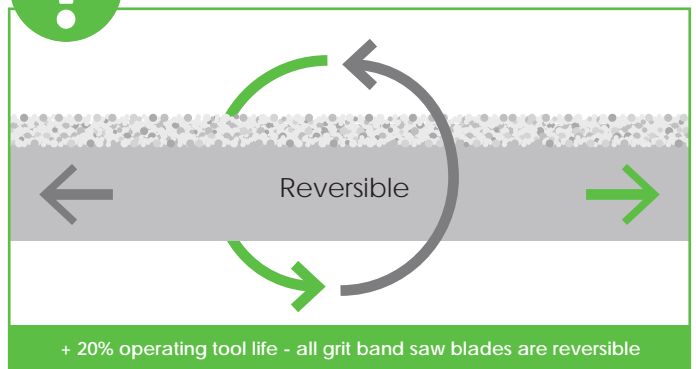 Reversible
+ 20% operating tool life - all grit band saw blades are reversible